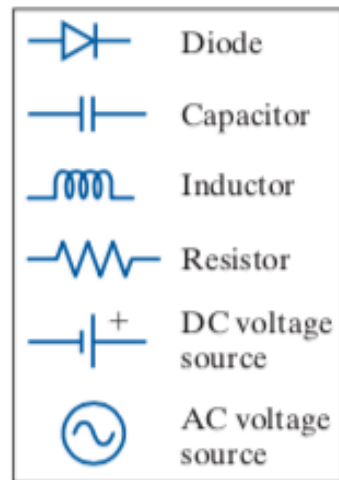 Diode
Capacitor
Inductor
Resistor
+
DC voltage
source
AC voltage
source